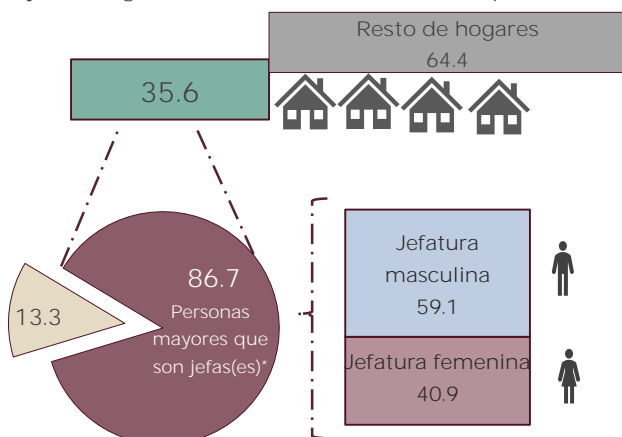 Resto de hogares
64.4
35.6
86.7
Personas
mayores que
son jefas(es)*
13.3
Jefatura
masculina
59.1
Jefatura femenina
40.9